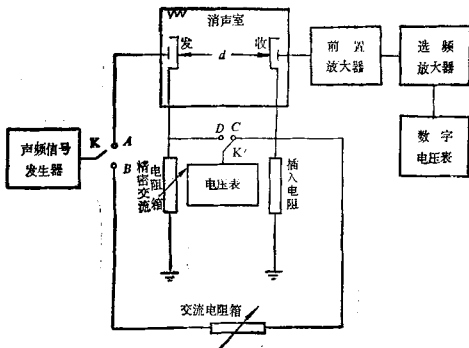 消声室
发
d
收
前置
放大器
选频
放大器
数字
电压表
K
A
B
声频信号
发生器
D
C
K'
精密交流
电阻箱
电压表
插入电阻
交流电阻箱